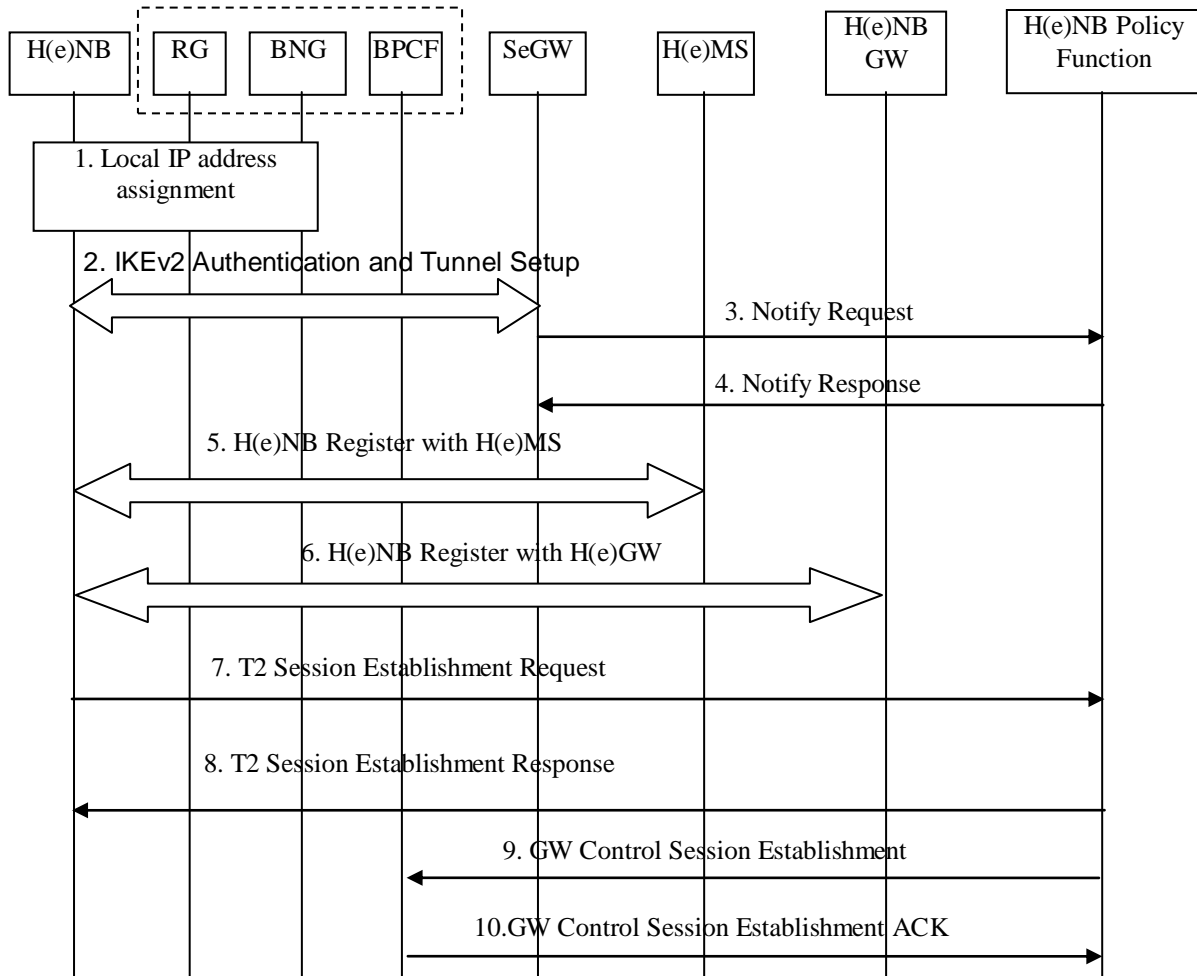 H(e)NB
RG
BNG
BPCF
SeGW
H(e)MS
H(e)NB
GW
H(e)NB Policy
Function
1. Local IP address
assignment
2. IKEv2 Authentication and Tunnel Setup
3. Notify Request
4. Notify Response
5. H(e)NB Register with H(e)MS
6. H(e)NB Register with H(e)GW
7. T2 Session Establishment Request
8. T2 Session Establishment Response
9. GW Control Session Establishment
10.GW Control Session Establishment ACK